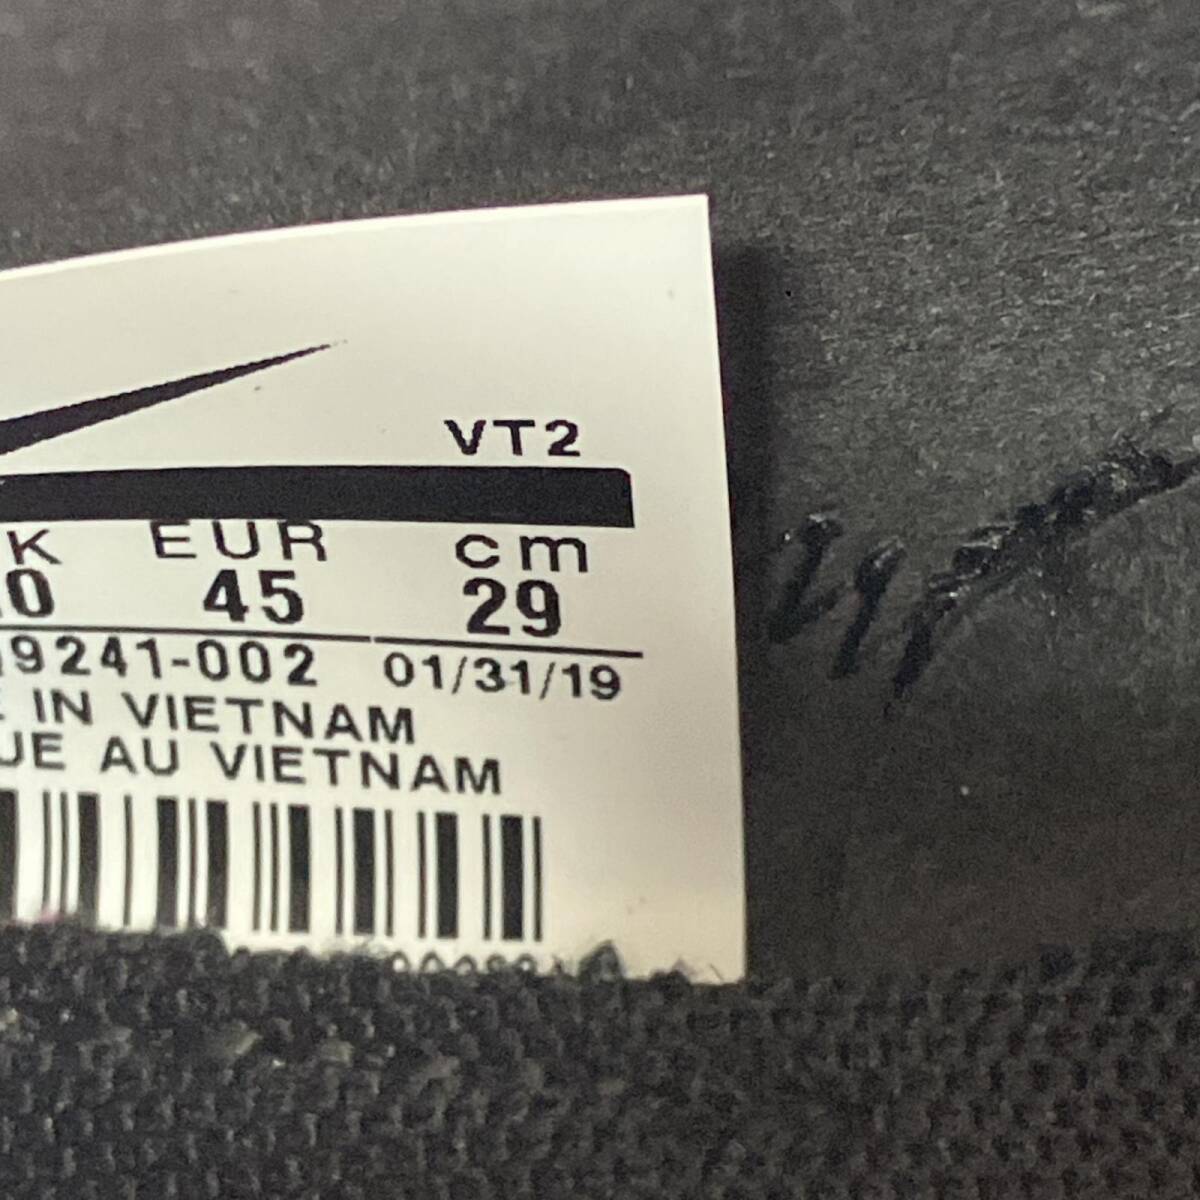 VT2
K EUR cm
0 45 29
9241-002 01/31/19
E IN VIETNAM
UE AU VIETNAM